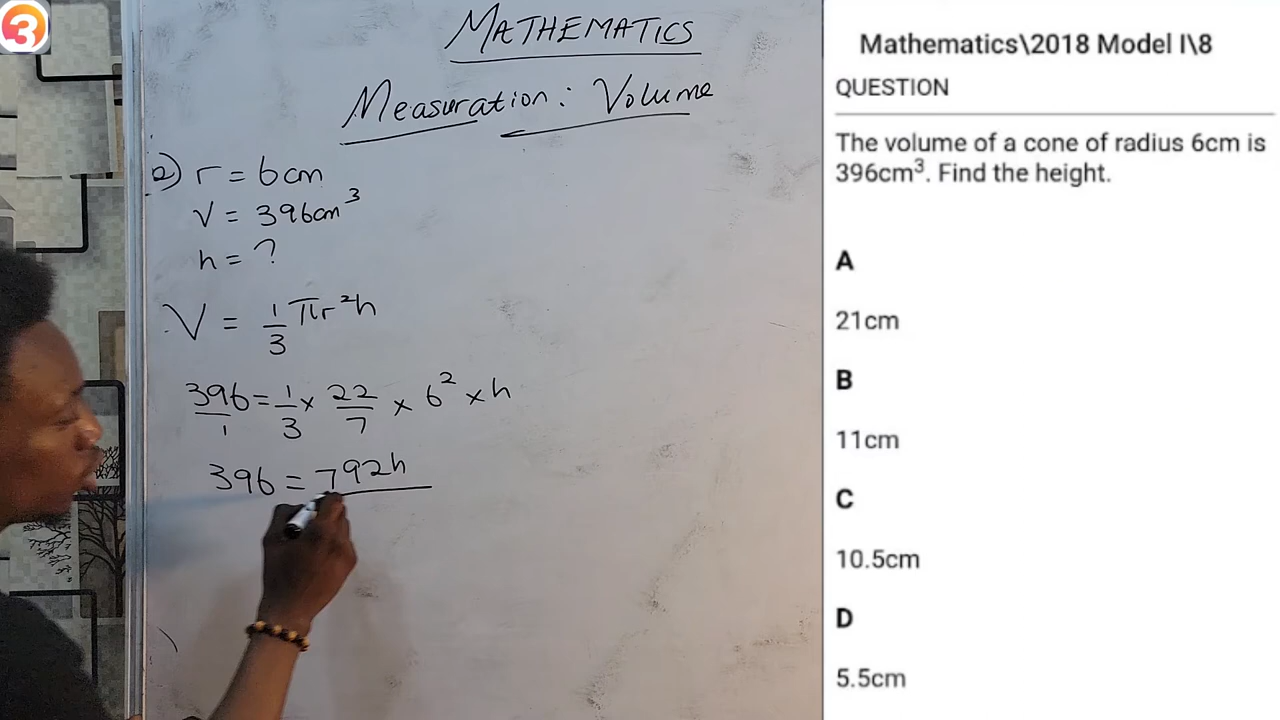 3
MATHEMATICS
Measuration: Volume
a) r = 6cm
V = 396cm³
h = ?
V = 1/3 πr²h
396/1 = 1/3 × 22/7 × 6² × h
396 = 792h
Mathematics\2018 Model I\8
QUESTION
The volume of a cone of radius 6cm is
396cm³. Find the height.
A
21cm
B
11cm
C
10.5cm
D
5.5cm